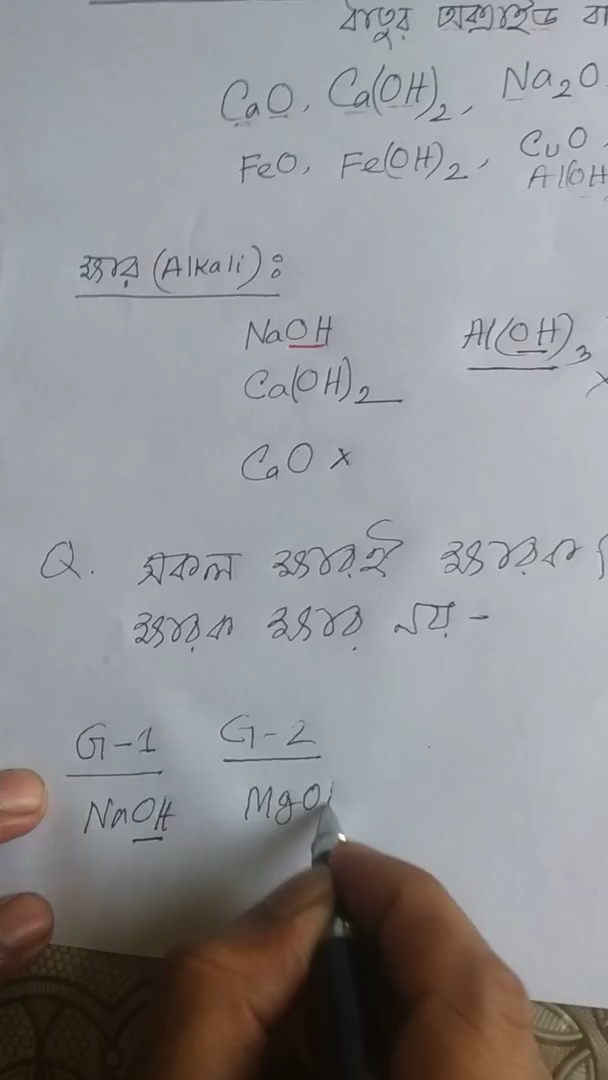 ধাতুর অক্সাইড বা
CaO, Ca(OH)2, Na2O,
FeO, Fe(OH)2, CuO,
Al(OH
ক্ষার (Alkali):
NaOH Al(OH)3
Ca(OH)2 x
CaO x
Q. সকল ক্ষারই ক্ষারক।
ক্ষারক ক্ষার নয় -
G-1 G-2
NaOH MgO